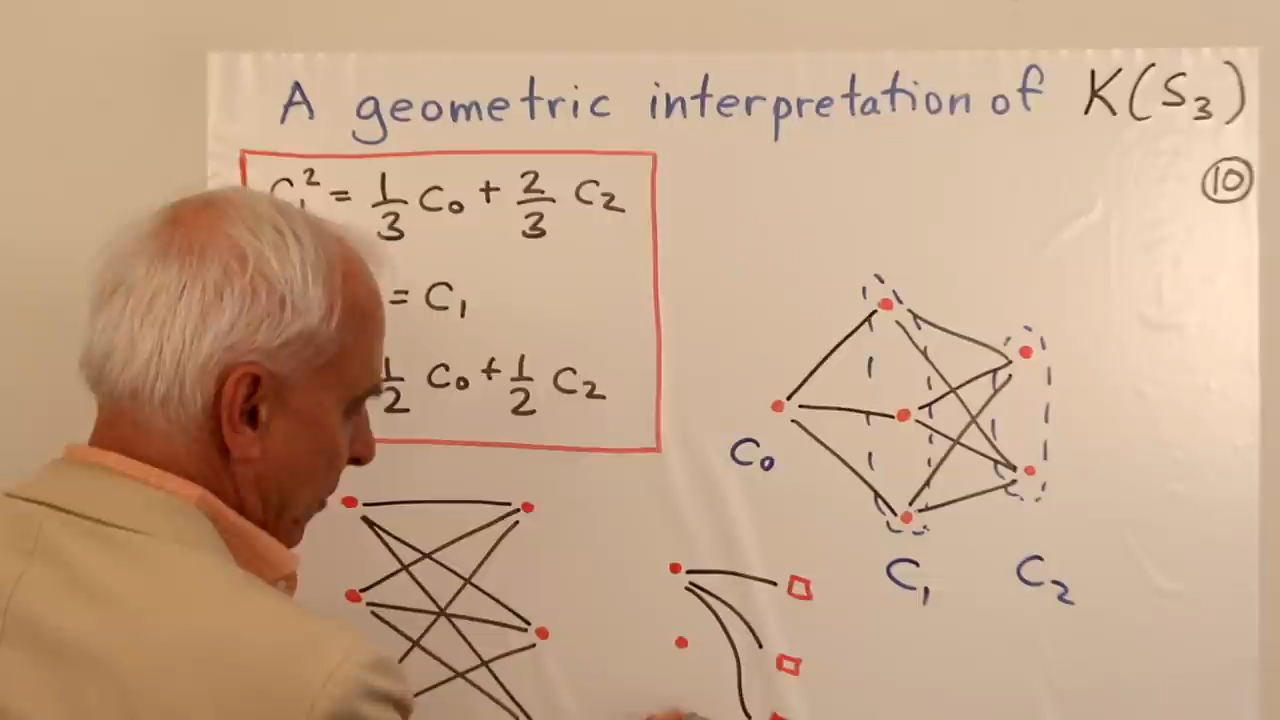 A geometric interpretation of K(S₃)
10
C₁² = 1/3 C₀ + 2/3 C₂
= C₁
1/2 C₀ + 1/2 C₂
C₀
C₁ C₂